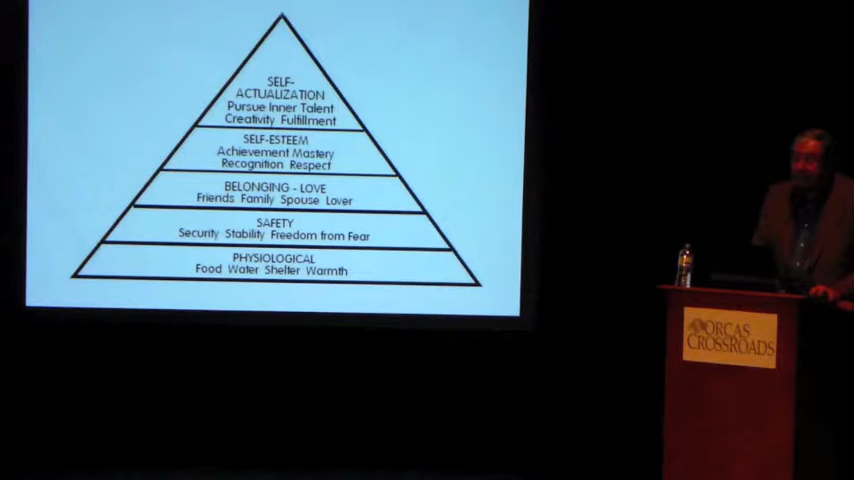 SELF-
ACTUALIZATION
Pursue Inner Talent
Creativity Fulfillment
SELF-ESTEEM
Achievement Mastery
Recognition Respect
BELONGING - LOVE
Friends Family Spouse Lover
SAFETY
Security Stability Freedom from Fear
PHYSIOLOGICAL
Food Water Shelter Warmth
ORCAS
CROSSROADS